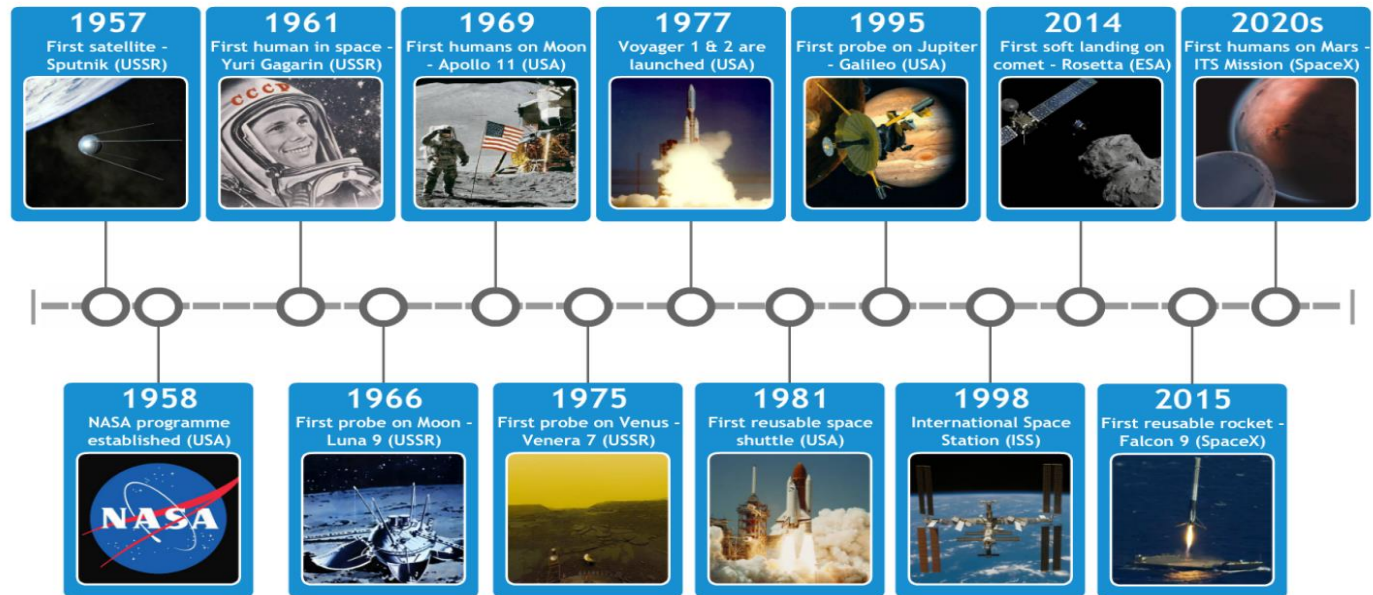 1957
First satellite -
Sputnik (USSR)
1961
First human in space -
Yuri Gagarin (USSR)
CCCP
1969
First humans on Moon
- Apollo 11 (USA)
1977
Voyager 1 & 2 are
launched (USA)
1995
First probe on Jupiter
- Galileo (USA)
2014
First soft landing on
comet - Rosetta (ESA)
2020s
First humans on Mars -
ITS Mission (SpaceX)
1958
NASA programme
established (USA)
NASA
1966
First probe on Moon -
Luna 9 (USSR)
1975
First probe on Venus -
Venera 7 (USSR)
1981
First reusable space
shuttle (USA)
1998
International Space
Station (ISS)
2015
First reusable rocket -
Falcon 9 (SpaceX)